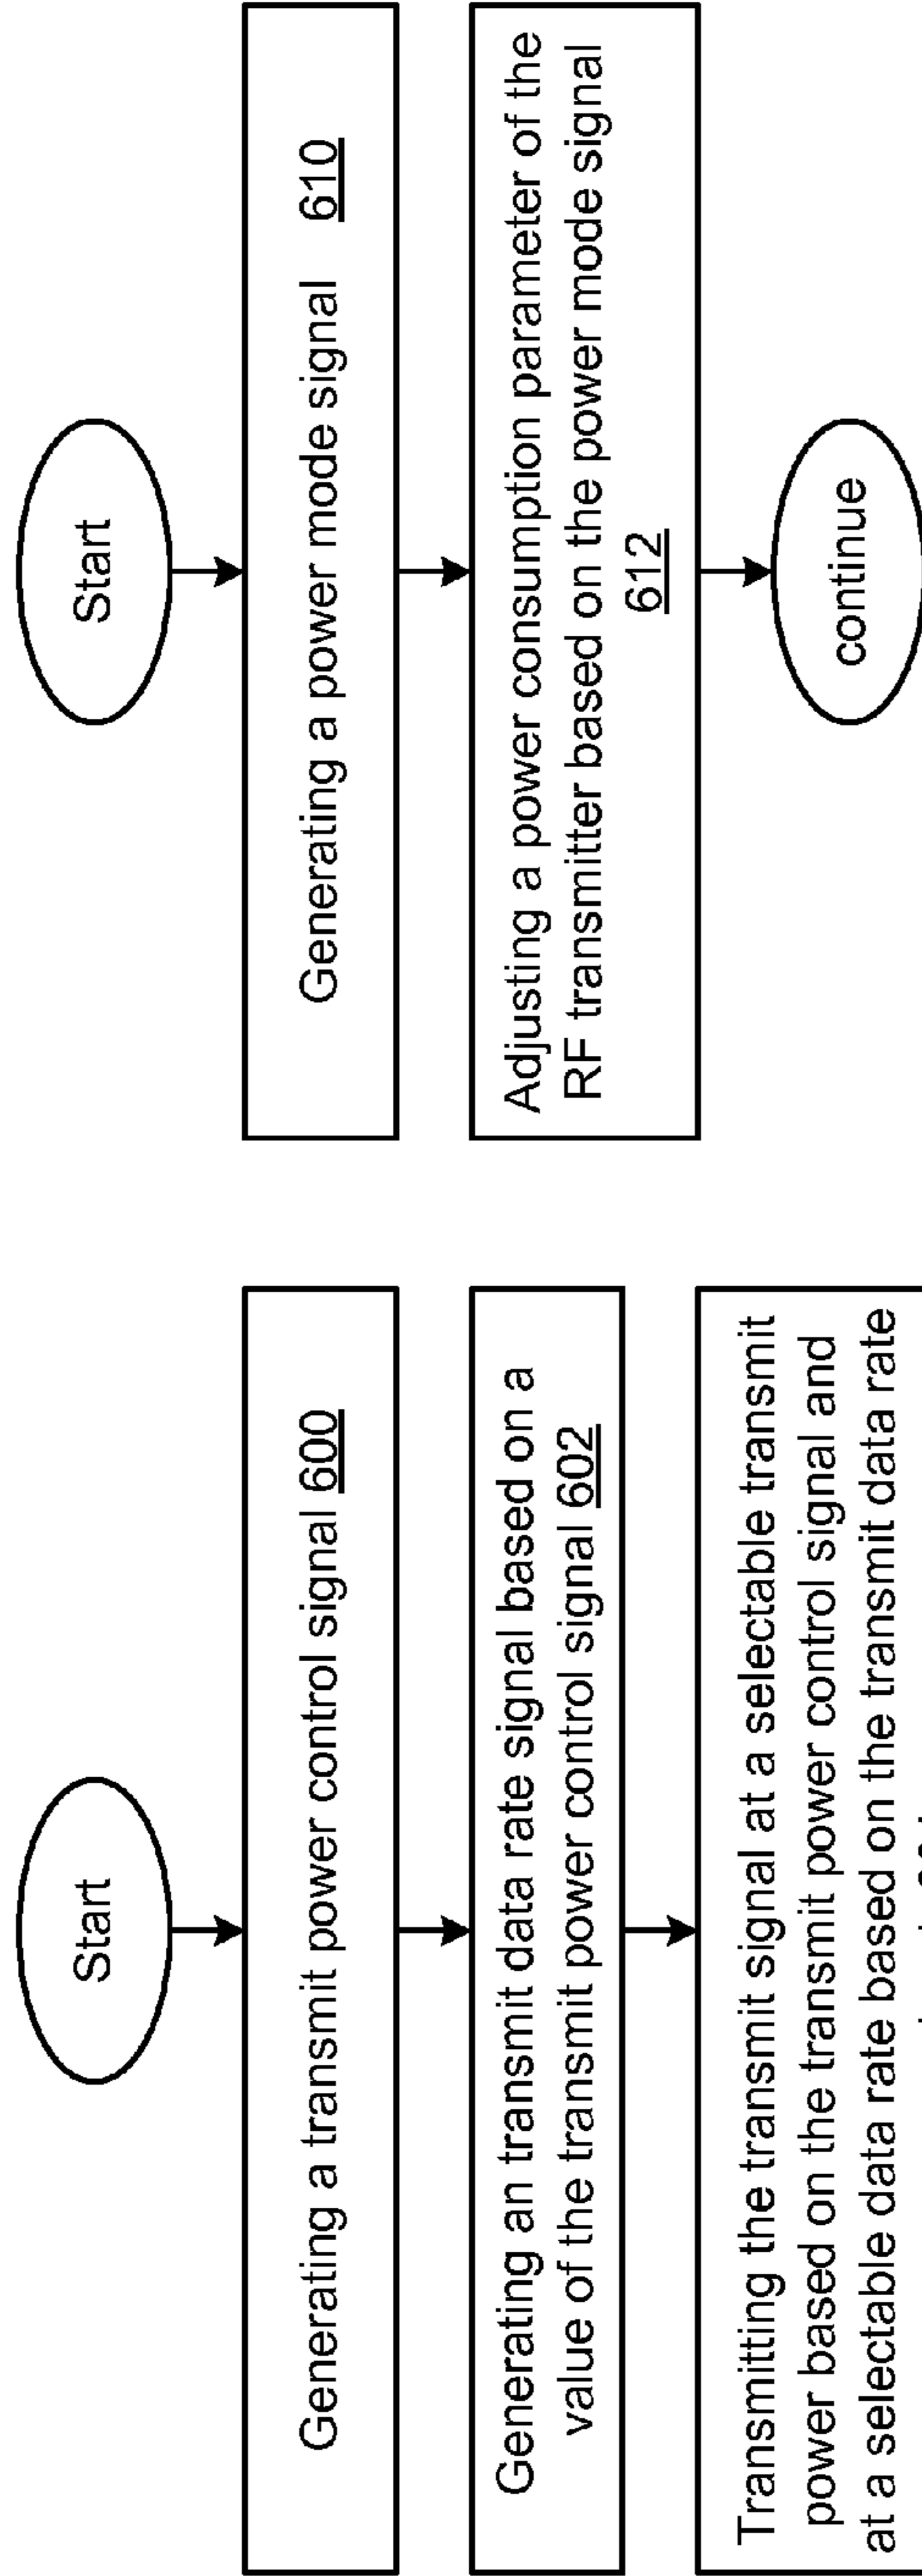 Start
Generating a transmit power control signal 600
Generating an transmit data rate signal based on a
value of the transmit power control signal 602
Transmitting the transmit signal at a selectable transmit
power based on the transmit power control signal and
at a selectable data rate based on the transmit data rate
Start
Generating a power mode signal 610
Adjusting a power consumption parameter of the
RF transmitter based on the power mode signal
612
continue